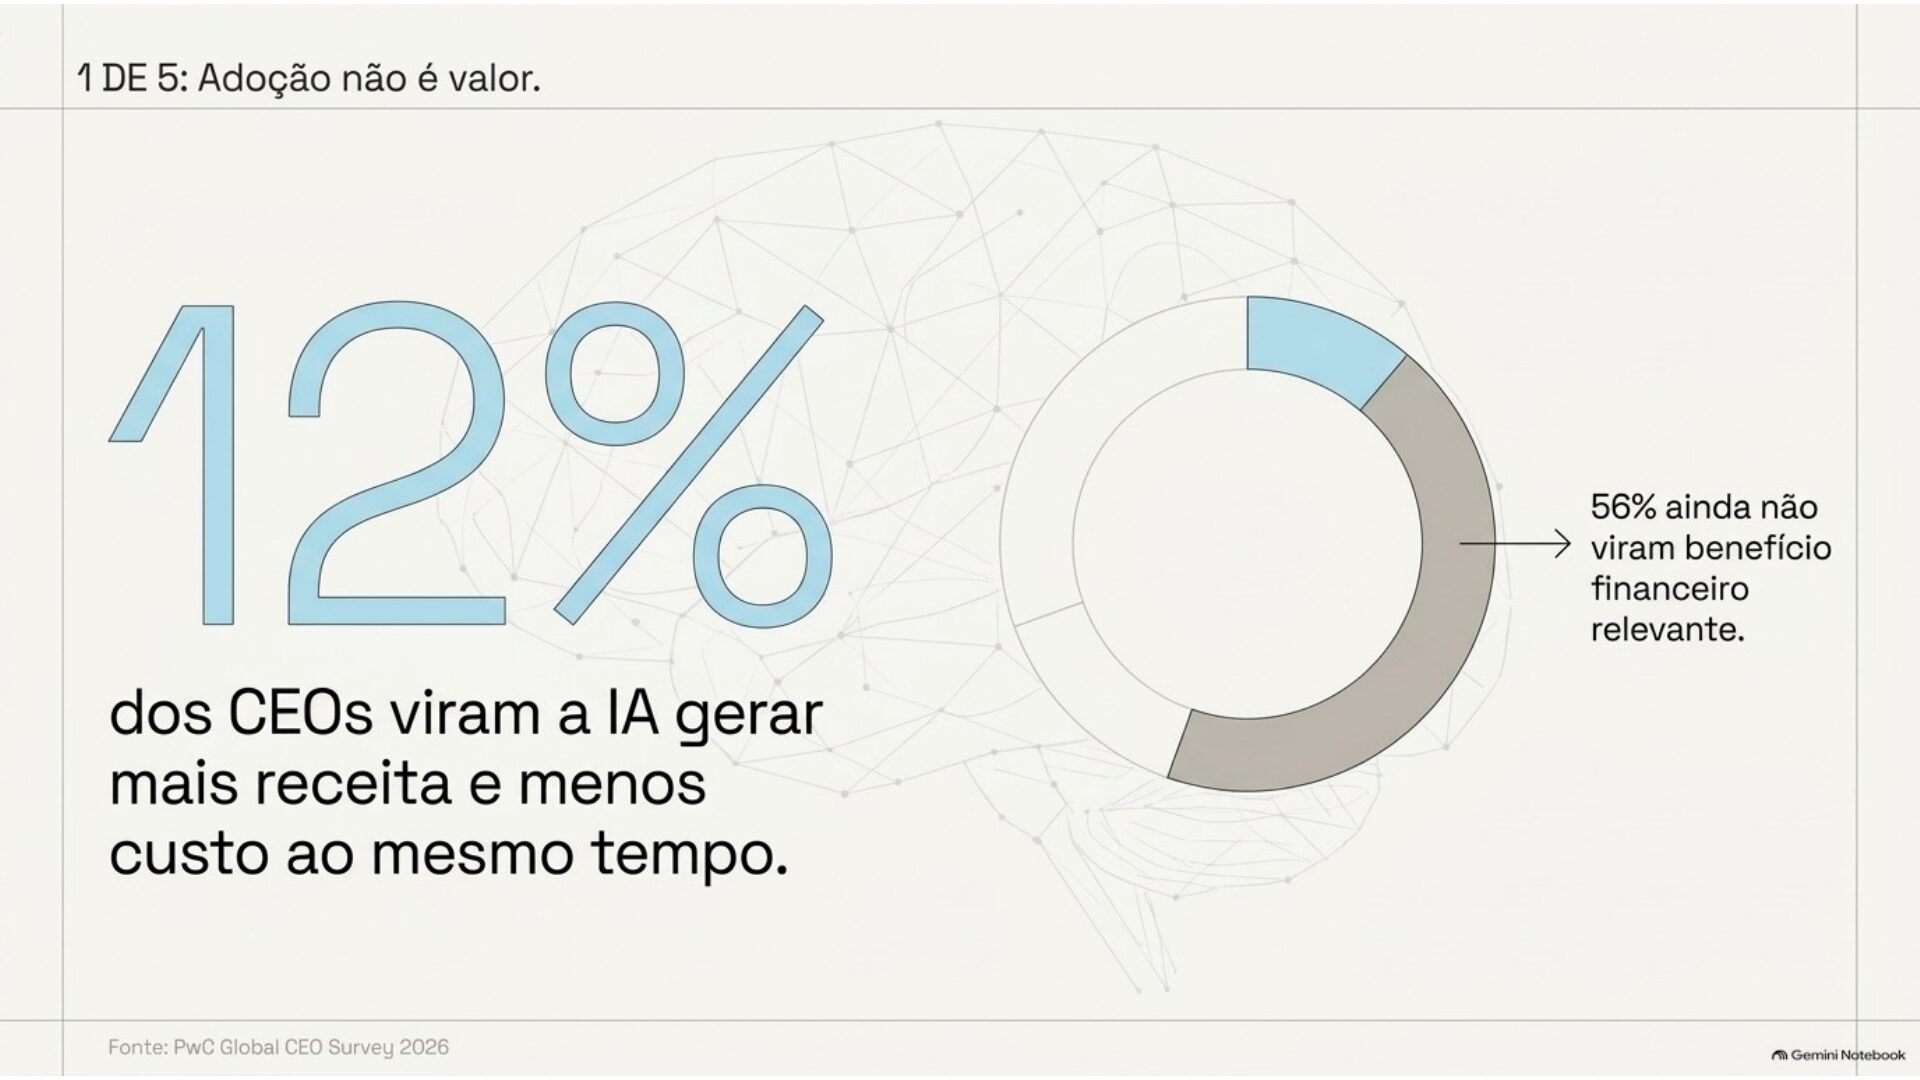 1 DE 5: Adoção não é valor.
12%
dos CEOs viram a IA gerar
mais receita e menos
custo ao mesmo tempo.
56% ainda não
viram benefício
financeiro
relevante.
Fonte: PwC Global CEO Survey 2026
Gemini Notebook